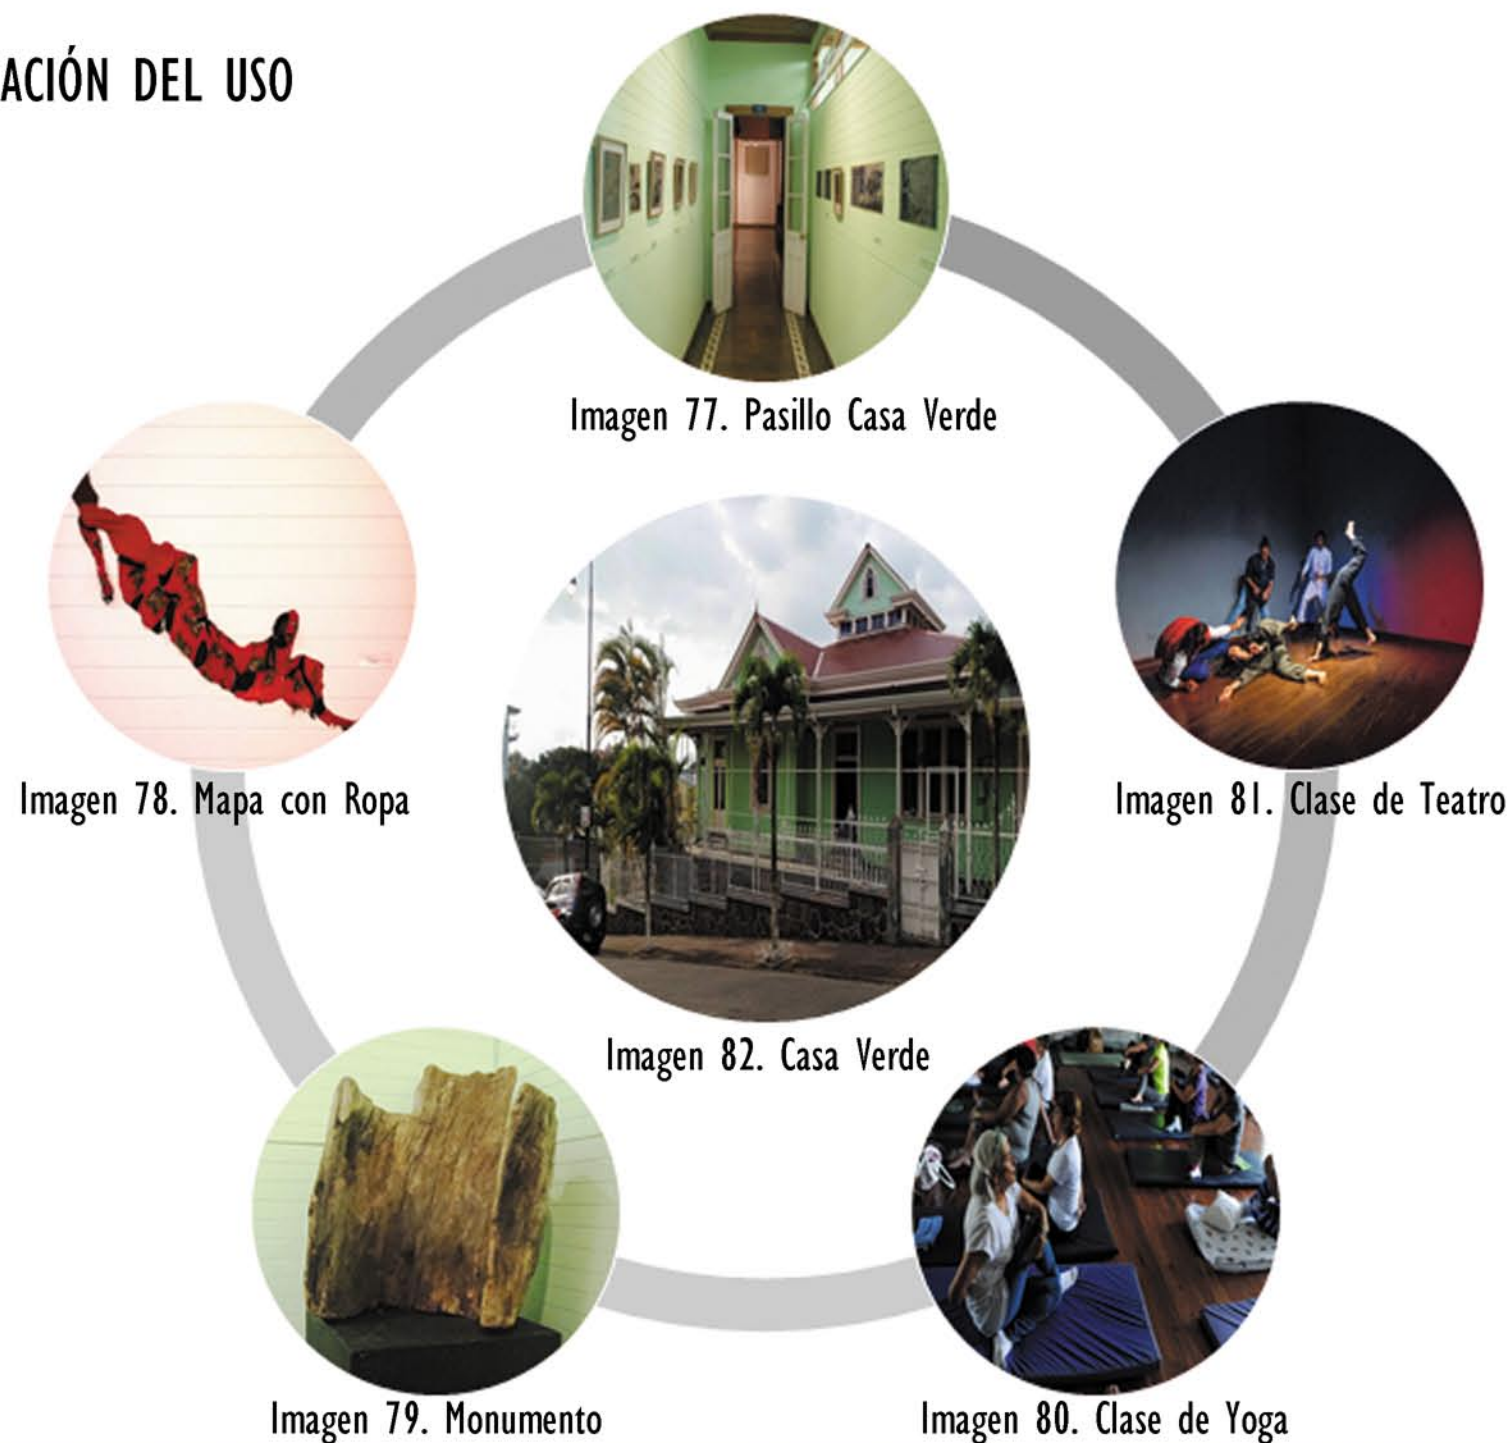 ACIÓN DEL USO
Imagen 77. Pasillo Casa Verde
Imagen 78. Mapa con Ropa
Imagen 81. Clase de Teatro
Imagen 82. Casa Verde
Imagen 79. Monumento
Imagen 80. Clase de Yoga